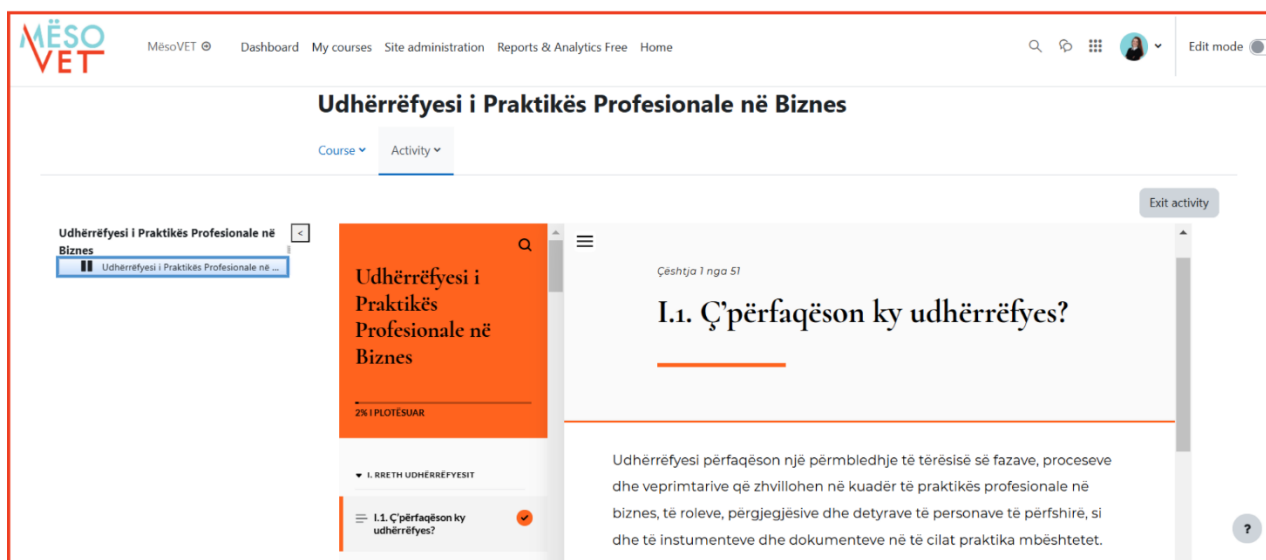 MËSO
VET
MësoVET
Dashboard
My courses
Site administration
Reports & Analytics Free
Home
Edit mode
Udhërrëfyesi i Praktikës Profesionale në Biznes
Course
Activity
Exit activity
Udhërrëfyesi i Praktikës Profesionale në
Biznes
<
Udhërrëfyesi i Praktikës Profesionale në ...
Udhërrëfyesi i
Praktikës
Profesionale në
Biznes
2% I PLOTËSUAR
I. RRETH UDHËRRËFYESIT
I.1. Ç'përfaqëson ky
udhërrëfyes?
Çështja 1 nga 51
I.1. Ç’përfaqëson ky udhërrëfyes?
Udhërrëfyesi përfaqëson një përmbledhje të tërësisë së fazave, proceseve
dhe veprimtarive që zhvillohen në kuadër të praktikës profesionale në
biznes, të roleve, përgjegjësive dhe detyrave të personave të përfshirë, si
dhe të instumenteve dhe dokumenteve në të cilat praktika mbështetet.
?